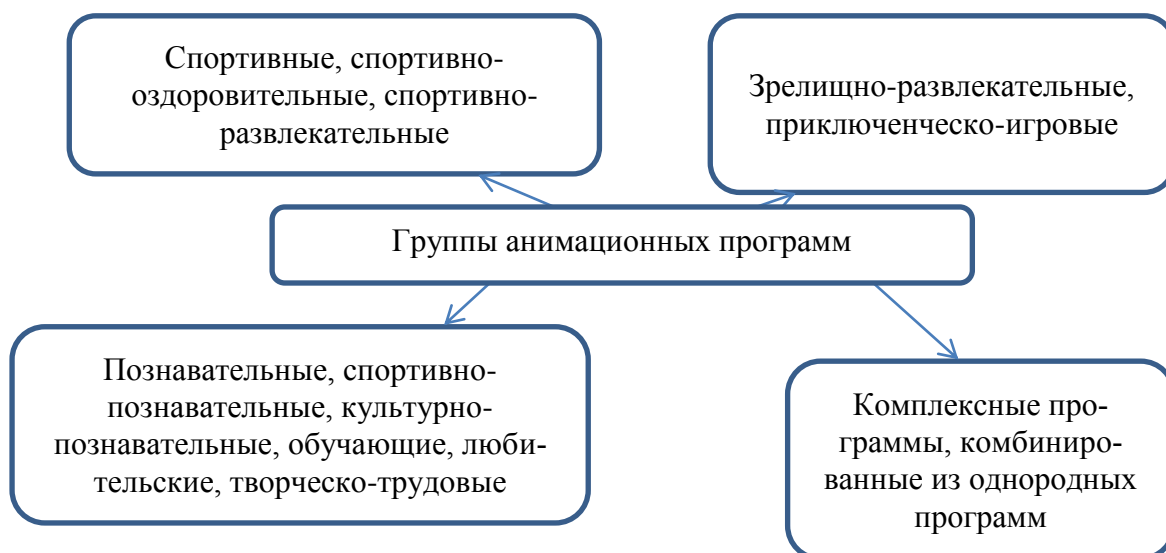 Спортивные, спортивно-
оздоровительные, спортивно-
развлекательные
Зрелищно-развлекательные,
приключенческо-игровые
Группы анимационных программ
Познавательные, спортивно-
познавательные, культурно-
познавательные, обучающие, люби-
тельские, творческо-трудовые
Комплексные про-
граммы, комбиниро-
ванные из однородных
программ